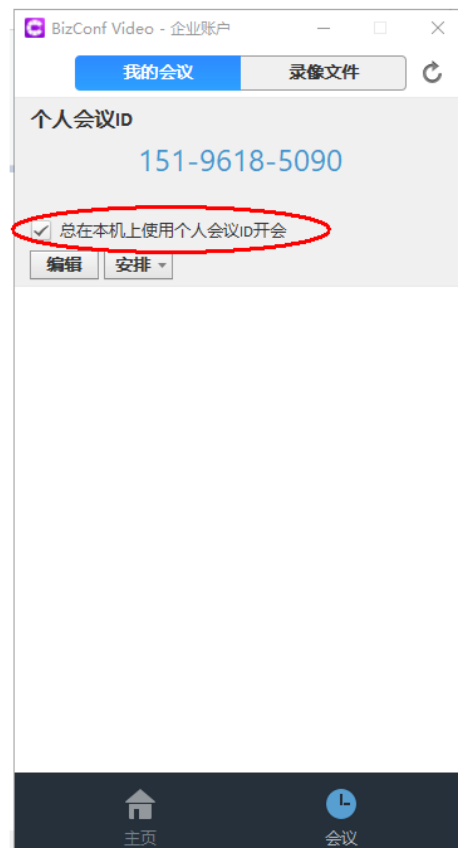 BizConf Video - 企业账户
我的会议 录像文件
个人会议ID
151-9618-5090
总在本机上使用个人会议ID开会
编辑 安排
主页 会议